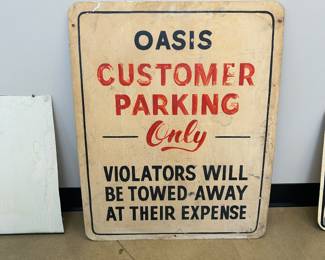 OASIS
CUSTOMER
PARKING
Only
VIOLATORS WILL
BE TOWED AWAY
AT THEIR EXPENSE